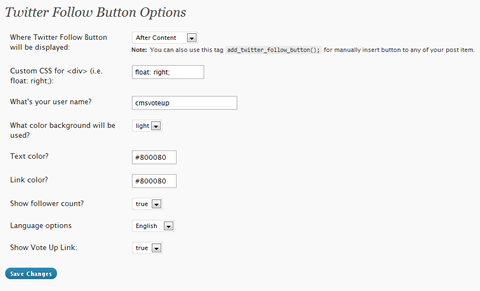 Twitter Follow Button Options
Where Twitter Follow Button will be displayed:
After Content
Note: You can also use this tag add_twitter_follow_button(); for manually insert button to any of your post item.
Custom CSS for <div> (i.e. float: right;):
float: right;
What's your user name?
cmsvoteup
What color background will be used?
light
Text color?
#800080
Link color?
#800080
Show follower count?
true
Language options
English
Show Vote Up Link:
true
Save Changes